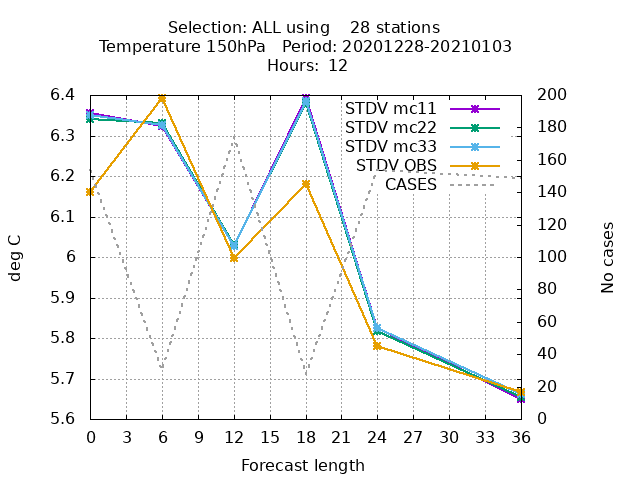 Selection: ALL using    28 stations
Temperature 150hPa   Period: 20201228-20210103
Hours: 12
STDV mc11
STDV mc22
STDV mc33
STDV OBS
CASES
6.4
6.3
6.2
6.1
6
5.9
5.8
5.7
5.6
deg C
200
180
160
140
120
100
80
60
40
20
0
No cases
0 3 6 9 12 15 18 21 24 27 30 33 36
Forecast length